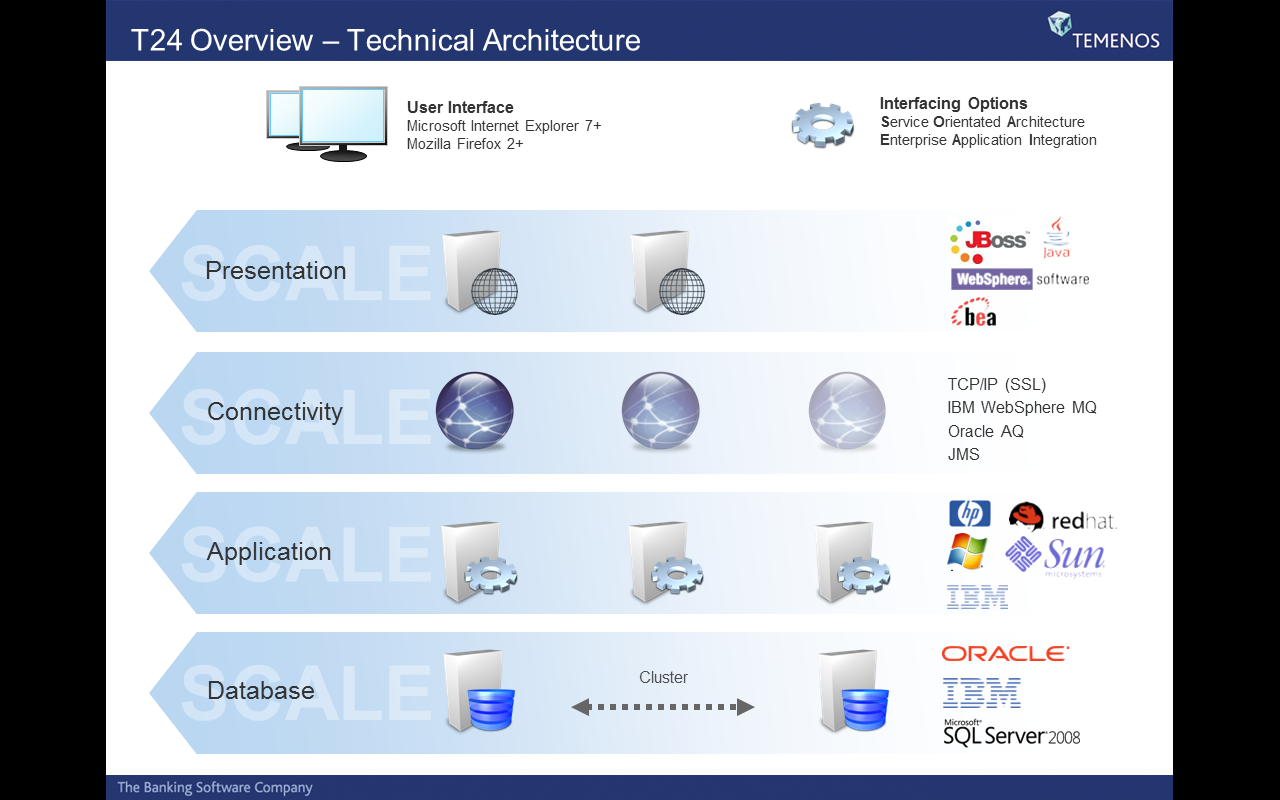 T24 Overview – Technical Architecture
TEMENOS
User Interface
Microsoft Internet Explorer 7+
Mozilla Firefox 2+
Interfacing Options
Service Orientated Architecture
Enterprise Application Integration
SCALE
Presentation
JBoss™
Java
WebSphere. software
bea
SCALE
Connectivity
TCP/IP (SSL)
IBM WebSphere MQ
Oracle AQ
JMS
SCALE
Application
hp
redhat.
Sun
microsystems
IBM
SCALE
Database
Cluster
ORACLE
IBM
Microsoft®
SQL Server® 2008
The Banking Software Company